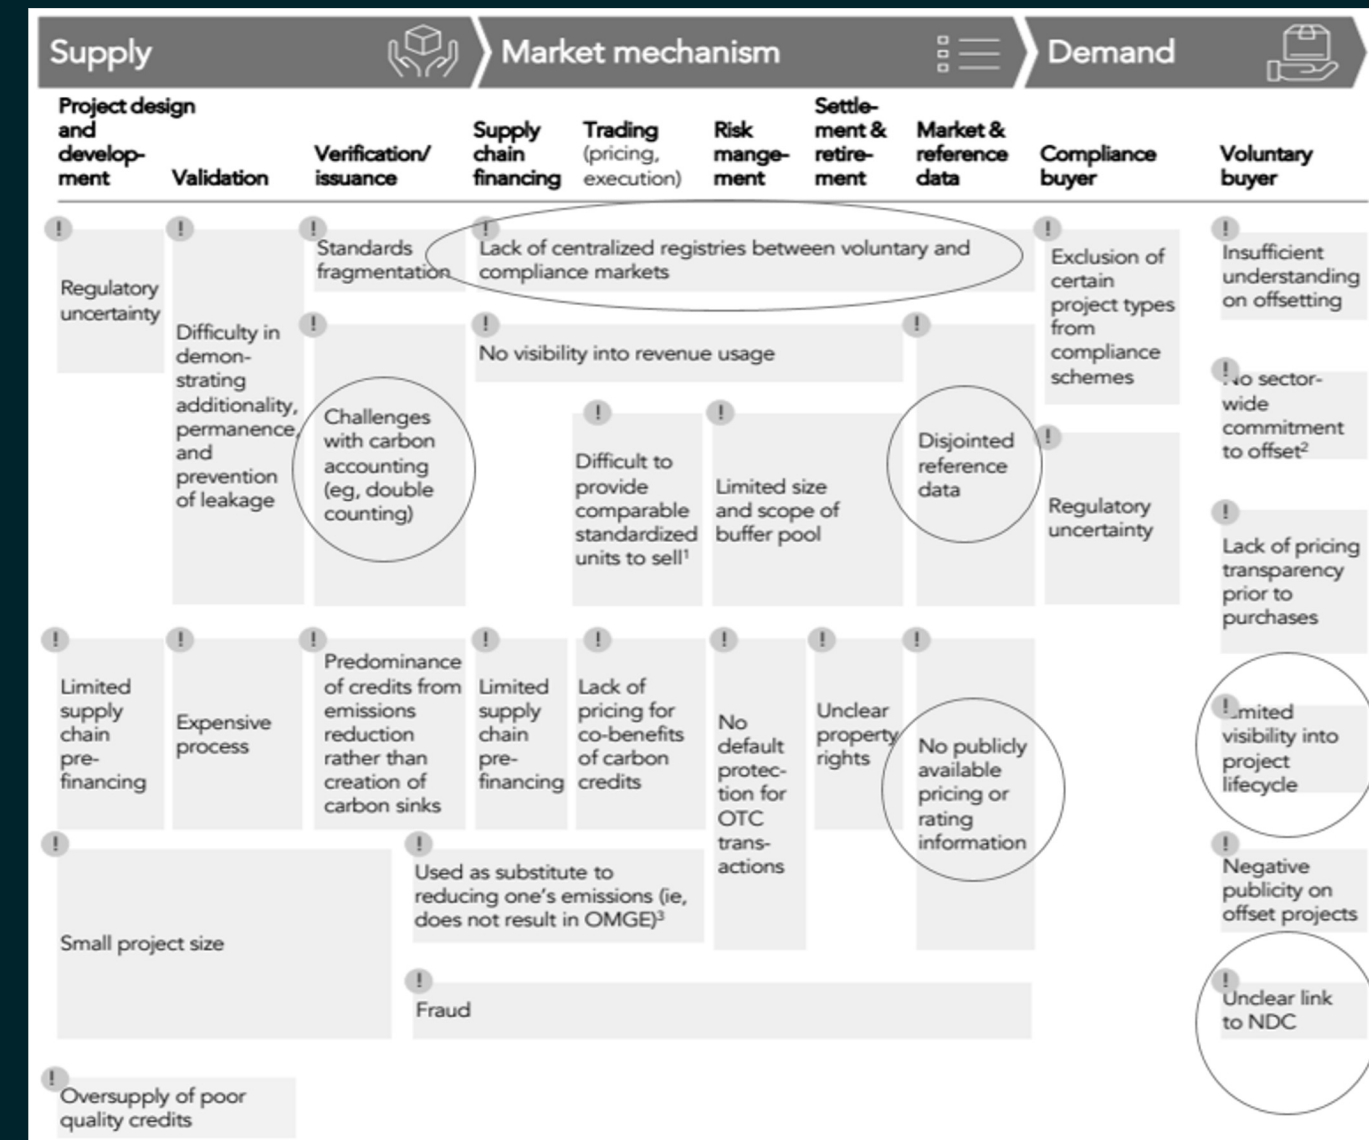 Supply
Market mechanism
Demand
Project design
and
develop-
ment
Validation
Verification/
issuance
Supply
chain
financing
Trading
(pricing,
execution)
Risk
mange-
ment
Settle-
ment &
retire-
ment
Market &
reference
data
Compliance
buyer
Voluntary
buyer
!
Regulatory
uncertainty
!
Difficulty in
demon-
strating
additionality,
permanence,
and
prevention
of leakage
!
Standards
fragmentation
!
Lack of centralized registries between voluntary and
compliance markets
!
Exclusion of
certain
project types
from
compliance
schemes
!
Insufficient
understanding
on offsetting
!
Challenges
with carbon
accounting
(eg, double
counting)
!
No visibility into revenue usage
!
Disjointed
reference
data
!
No sector-
wide
commitment
to offset²
!
Difficult to
provide
comparable
standardized
units to sell¹
!
Limited size
and scope of
buffer pool
!
Regulatory
uncertainty
!
Lack of pricing
transparency
prior to
purchases
!
Limited
supply
chain
pre-
financing
!
Expensive
process
!
Predominance
of credits from
emissions
reduction
rather than
creation of
carbon sinks
!
Limited
supply
chain
pre-
financing
!
Lack of
pricing for
co-benefits
of carbon
credits
!
No
default
protec-
tion for
OTC
trans-
actions
!
Unclear
property
rights
!
No publicly
available
pricing or
rating
information
!
Limited
visibility into
project
lifecycle
!
Small project size
!
Used as substitute to
reducing one's emissions (ie,
does not result in OMGE)³
!
Negative
publicity on
offset projects
!
Fraud
!
Unclear link
to NDC
!
Oversupply of poor
quality credits